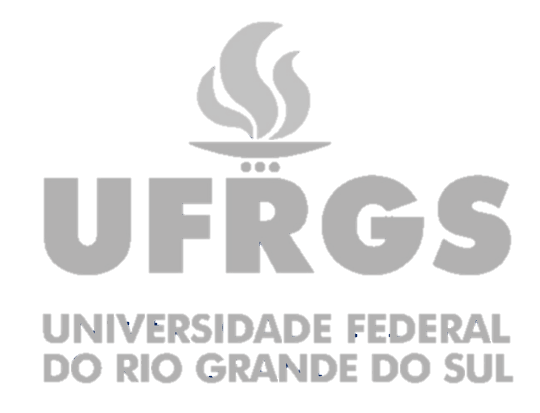 UFRGS
UNIVERSIDADE FEDERAL
DO RIO GRANDE DO SUL